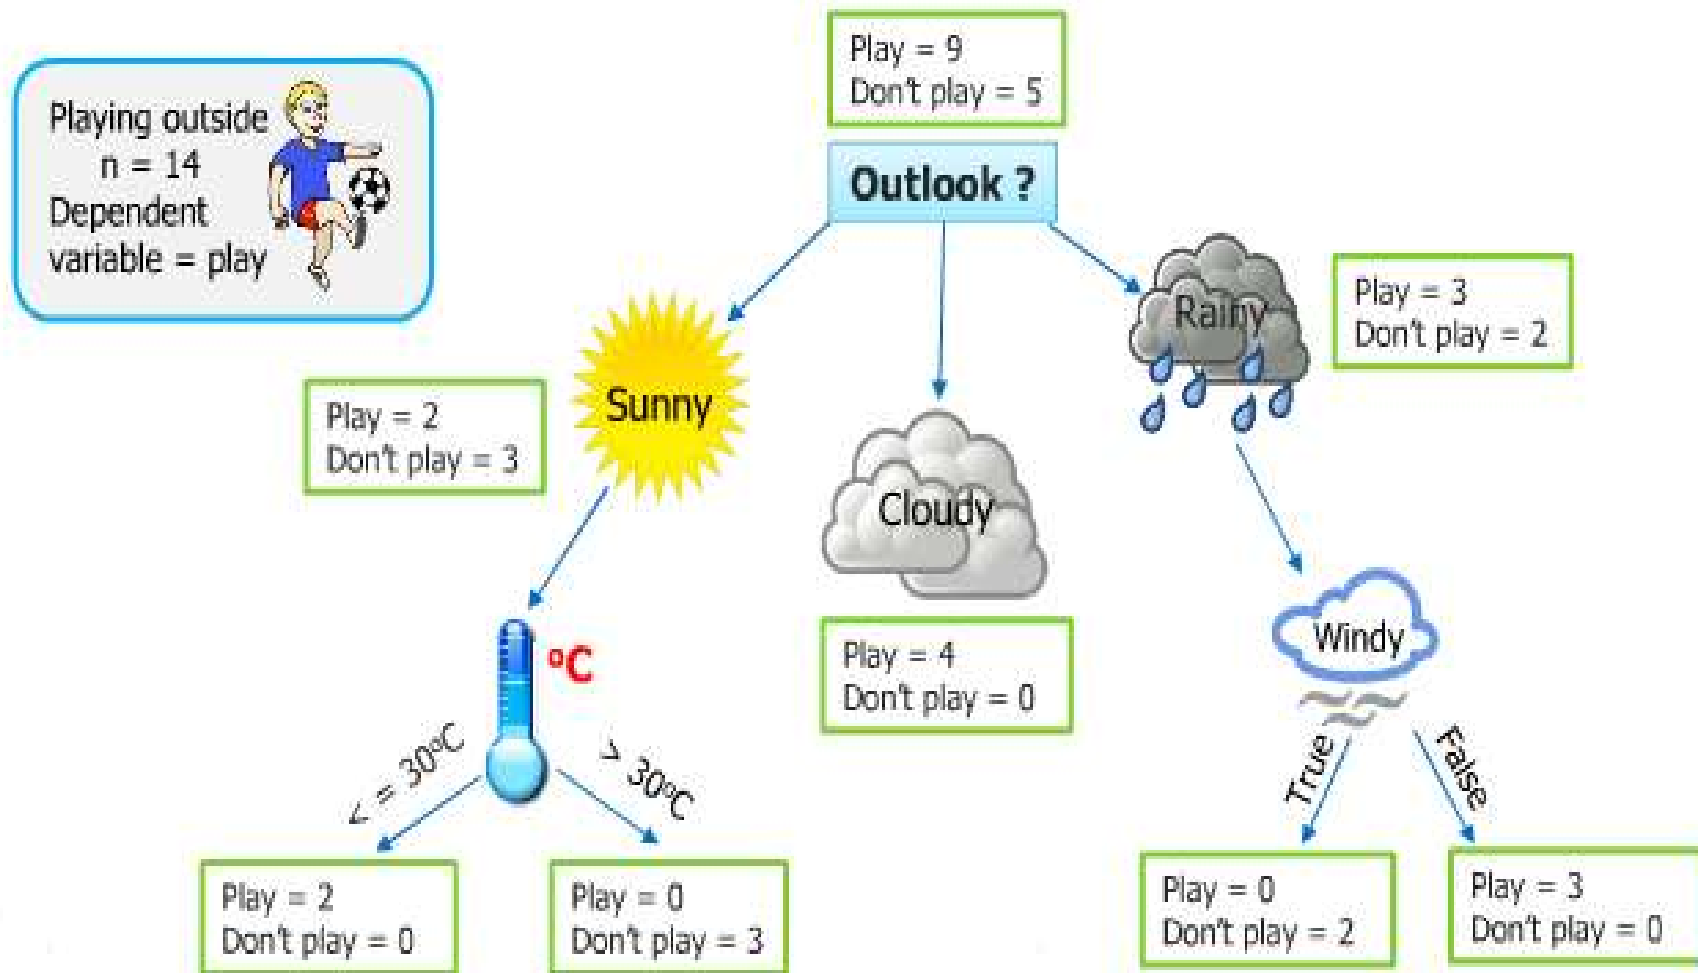 Playing outside
n = 14
Dependent
variable = play
Play = 9
Don't play = 5
Outlook ?
Sunny
Play = 2
Don't play = 3
Cloudy
Play = 4
Don't play = 0
Rainy
Play = 3
Don't play = 2
°C
< = 30°C
> 30°C
Play = 2
Don't play = 0
Play = 0
Don't play = 3
Windy
True
False
Play = 0
Don't play = 2
Play = 3
Don't play = 0